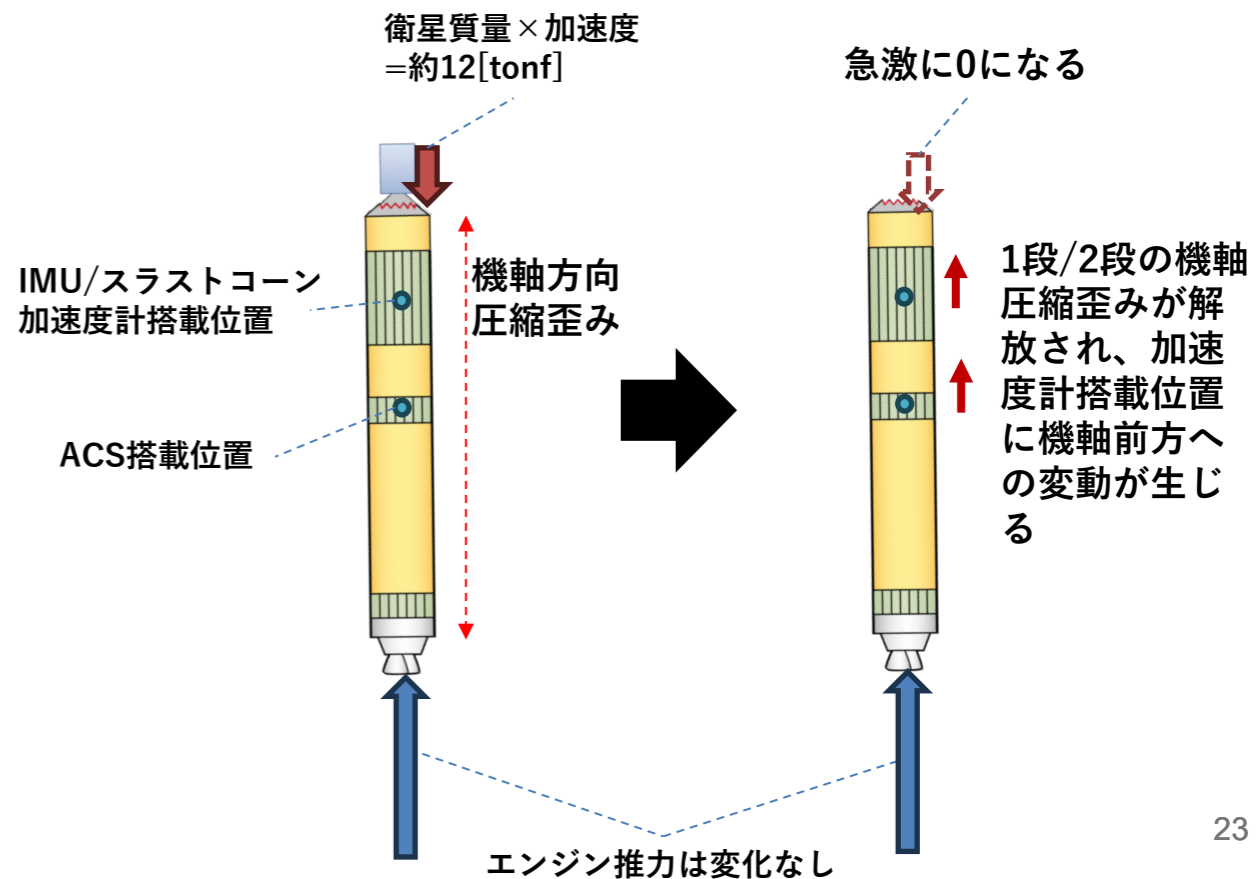 衛星質量×加速度
=約12[tonf]
急激に0になる
IMU/スラストコーン
加速度計搭載位置
機軸方向
圧縮歪み
ACS搭載位置
1段/2段の機軸
圧縮歪みが解
放され、加速
度計搭載位置
に機軸前方へ
の変動が生じ
る
エンジン推力は変化なし
23